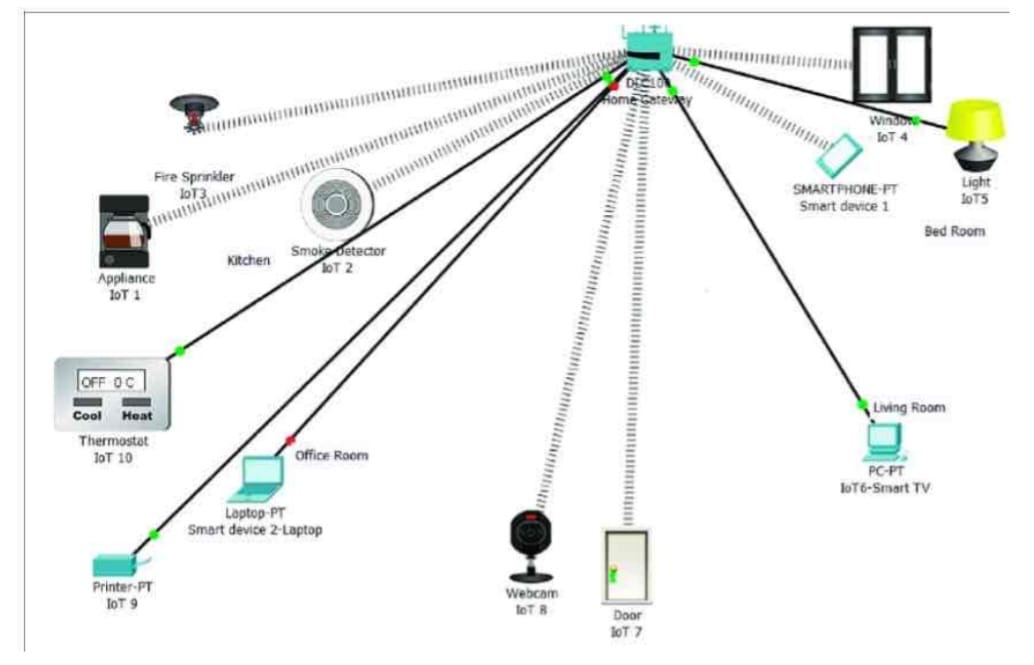 DLC100
Home Gateway
Window
IoT 4
Fire Sprinkler
IoT3
SMARTPHONE-PT
Smart device 1
Light
IoT5
Bed Room
Smoke Detector
IoT 2
Kitchen
Appliance
IoT 1
OFF 0 C
Cool Heat
Thermostat
IoT 10
Living Room
PC-PT
IoT6-Smart TV
Office Room
Laptop-PT
Smart device 2-Laptop
Printer-PT
IoT 9
Webcam
IoT 8
Door
IoT 7